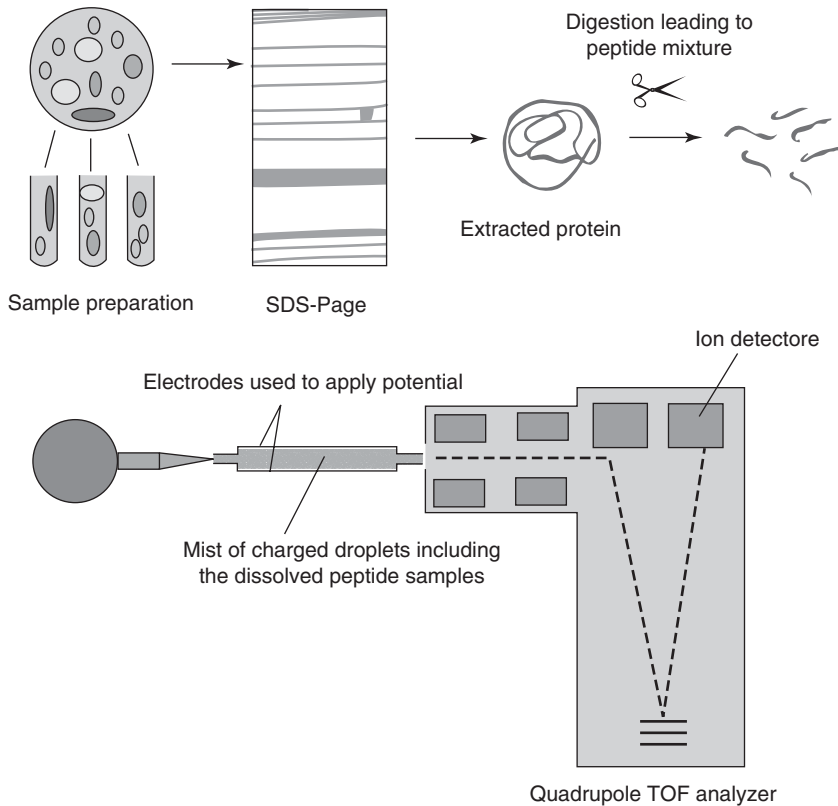 Digestion leading to
peptide mixture
Extracted protein
Sample preparation
SDS-Page
Ion detectore
Electrodes used to apply potential
Mist of charged droplets including
the dissolved peptide samples
Quadrupole TOF analyzer